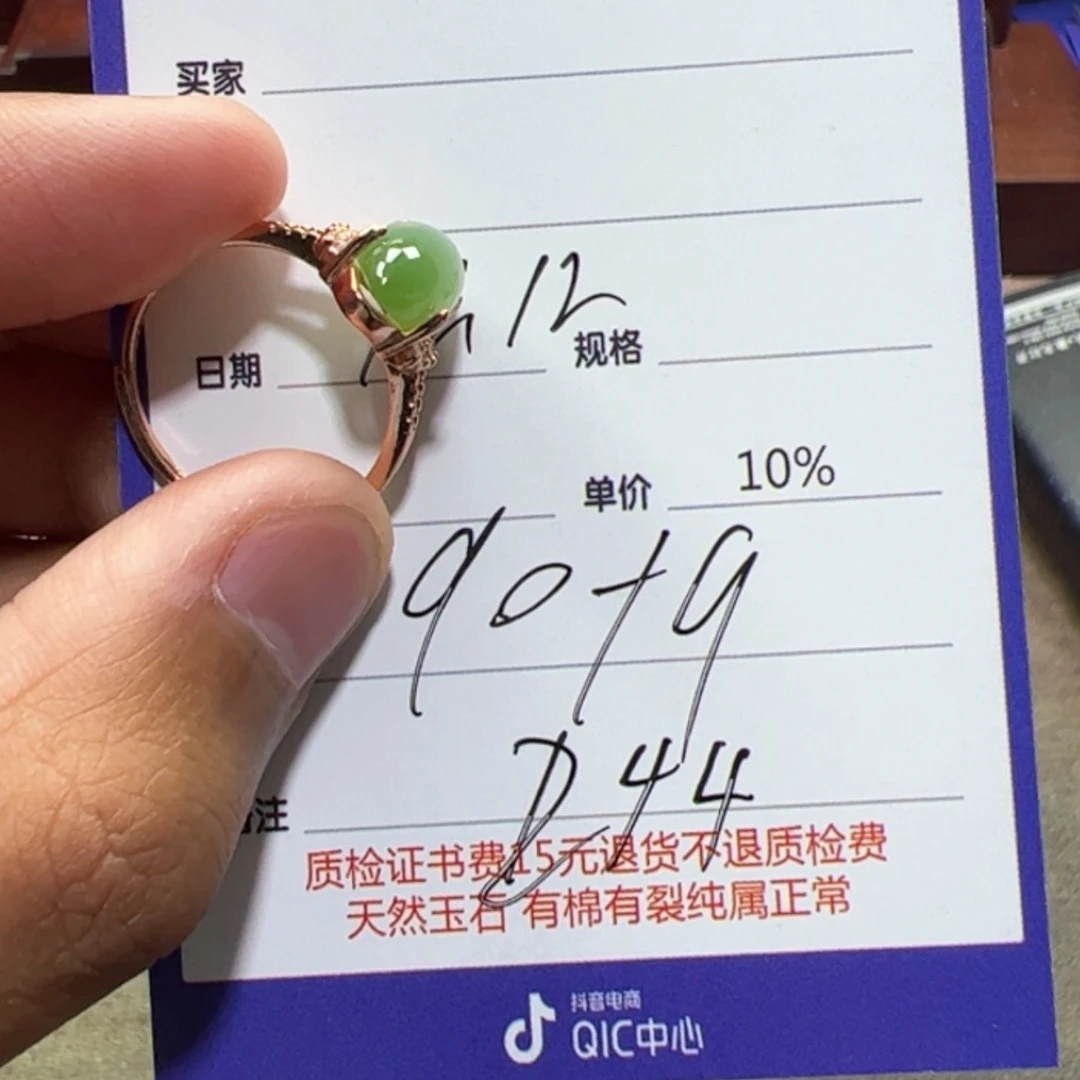 买家
12
日期 规格
单价 10%
90+9
D44
注
质检证书费15元退货不退质检费
天然玉石 有棉有裂纯属正常
抖音电商
QIC中心